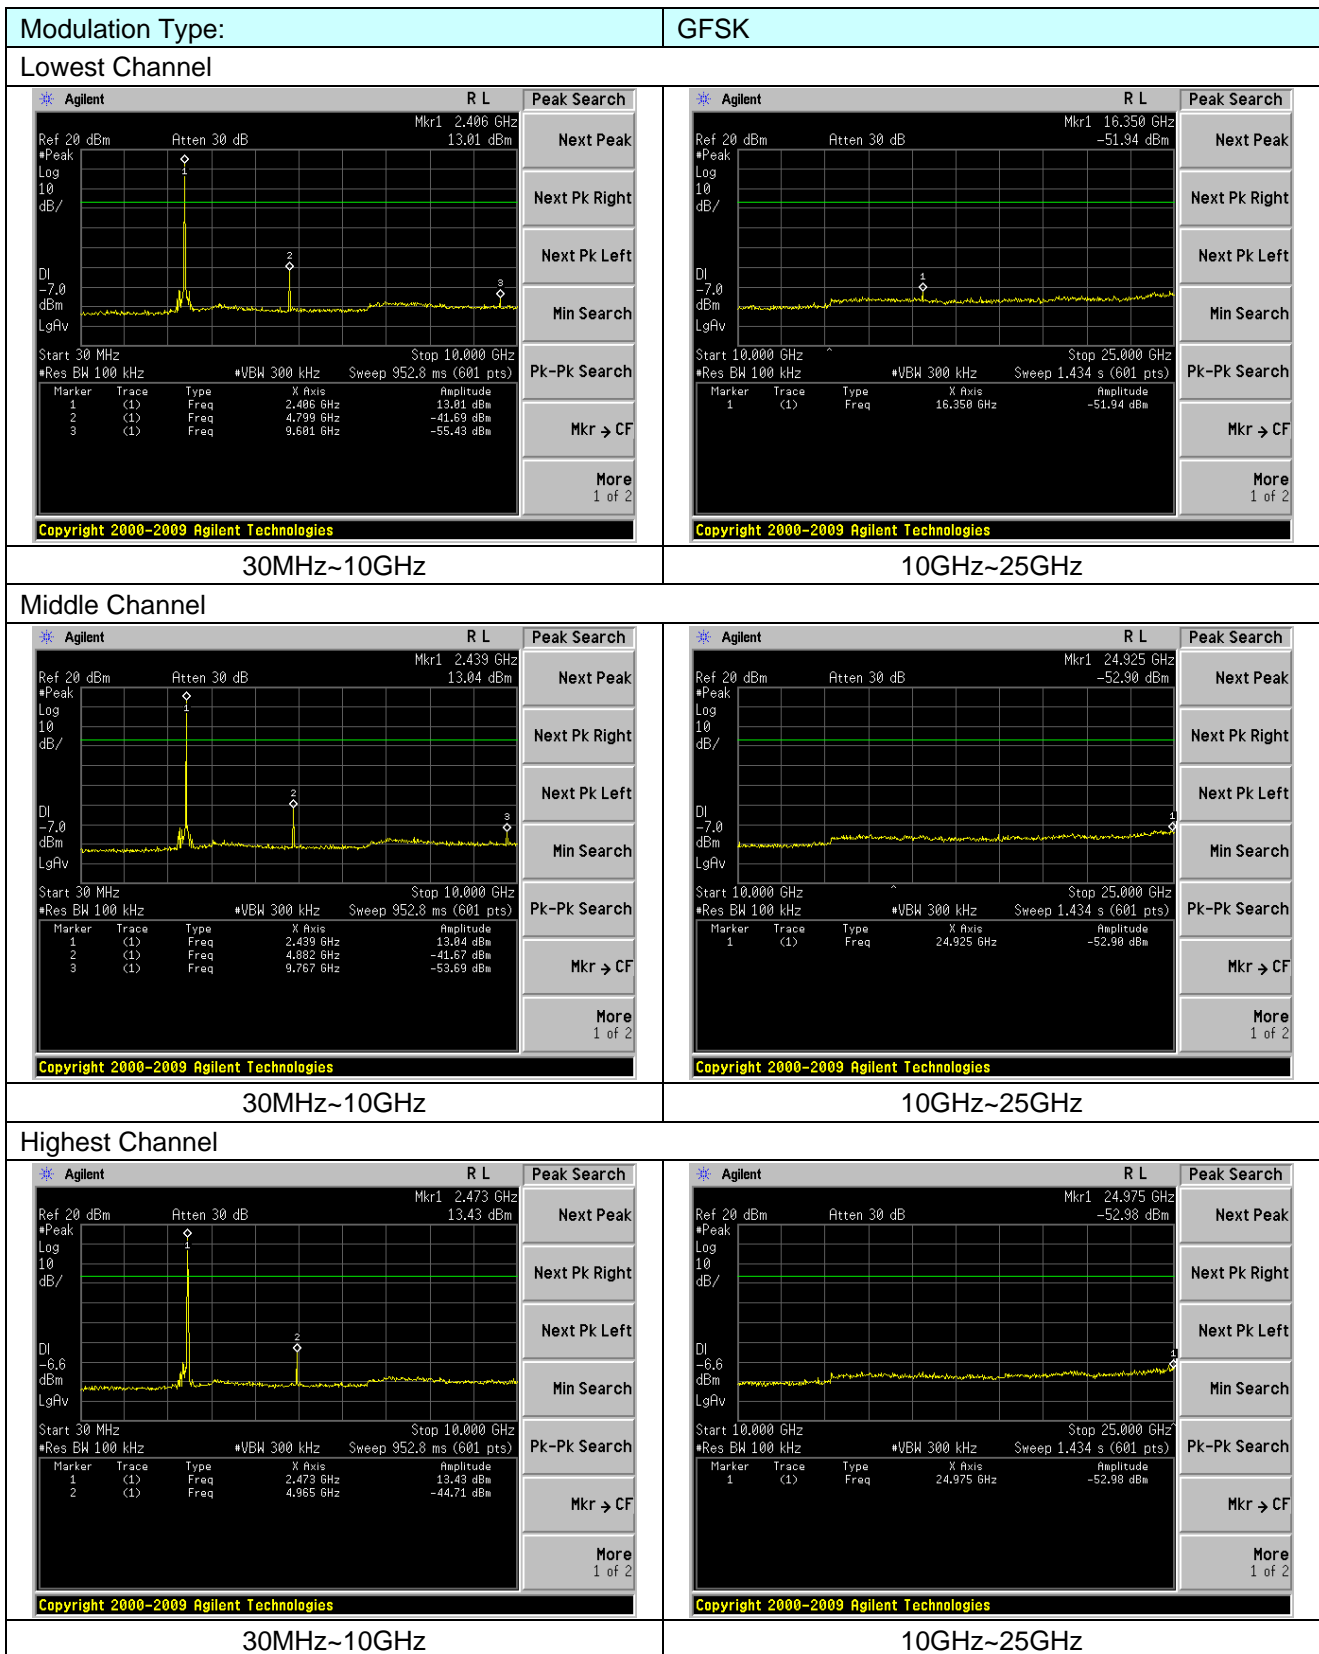 Modulation Type: GFSK
Lowest Channel
Agilent R L Peak Search
Mkr1 2.406 GHz
Ref 20 dBm Atten 30 dB 13.01 dBm
#Peak
Log
10
dB/
1
2
3
DI
-7.0
dBm
LgAv
Start 30 MHz Stop 10.000 GHz
#Res BW 100 kHz #VBW 300 kHz Sweep 952.8 ms (601 pts)
Marker Trace Type X Axis Amplitude
1 (1) Freq 2.406 GHz 13.01 dBm
2 (1) Freq 4.799 GHz -41.69 dBm
3 (1) Freq 9.601 GHz -55.43 dBm
Next Peak
Next Pk Right
Next Pk Left
Min Search
Pk-Pk Search
Mkr → CF
More
1 of 2
Copyright 2000-2009 Agilent Technologies
Agilent R L Peak Search
Mkr1 16.350 GHz
Ref 20 dBm Atten 30 dB -51.94 dBm
#Peak
Log
10
dB/
1
DI
-7.0
dBm
LgAv
Start 10.000 GHz Stop 25.000 GHz
#Res BW 100 kHz #VBW 300 kHz Sweep 1.434 s (601 pts)
Marker Trace Type X Axis Amplitude
1 (1) Freq 16.350 GHz -51.94 dBm
Next Peak
Next Pk Right
Next Pk Left
Min Search
Pk-Pk Search
Mkr → CF
More
1 of 2
Copyright 2000-2009 Agilent Technologies
30MHz~10GHz 10GHz~25GHz
Middle Channel
Agilent R L Peak Search
Mkr1 2.439 GHz
Ref 20 dBm Atten 30 dB 13.04 dBm
#Peak
Log
10
dB/
1
2
3
DI
-7.0
dBm
LgAv
Start 30 MHz Stop 10.000 GHz
#Res BW 100 kHz #VBW 300 kHz Sweep 952.8 ms (601 pts)
Marker Trace Type X Axis Amplitude
1 (1) Freq 2.439 GHz 13.04 dBm
2 (1) Freq 4.882 GHz -41.67 dBm
3 (1) Freq 9.767 GHz -53.69 dBm
Next Peak
Next Pk Right
Next Pk Left
Min Search
Pk-Pk Search
Mkr → CF
More
1 of 2
Copyright 2000-2009 Agilent Technologies
Agilent R L Peak Search
Mkr1 24.925 GHz
Ref 20 dBm Atten 30 dB -52.90 dBm
#Peak
Log
10
dB/
1
DI
-7.0
dBm
LgAv
Start 10.000 GHz Stop 25.000 GHz
#Res BW 100 kHz #VBW 300 kHz Sweep 1.434 s (601 pts)
Marker Trace Type X Axis Amplitude
1 (1) Freq 24.925 GHz -52.90 dBm
Next Peak
Next Pk Right
Next Pk Left
Min Search
Pk-Pk Search
Mkr → CF
More
1 of 2
Copyright 2000-2009 Agilent Technologies
30MHz~10GHz 10GHz~25GHz
Highest Channel
Agilent R L Peak Search
Mkr1 2.473 GHz
Ref 20 dBm Atten 30 dB 13.43 dBm
#Peak
Log
10
dB/
1
2
DI
-6.6
dBm
LgAv
Start 30 MHz Stop 10.000 GHz
#Res BW 100 kHz #VBW 300 kHz Sweep 952.8 ms (601 pts)
Marker Trace Type X Axis Amplitude
1 (1) Freq 2.473 GHz 13.43 dBm
2 (1) Freq 4.965 GHz -44.71 dBm
Next Peak
Next Pk Right
Next Pk Left
Min Search
Pk-Pk Search
Mkr → CF
More
1 of 2
Copyright 2000-2009 Agilent Technologies
Agilent R L Peak Search
Mkr1 24.975 GHz
Ref 20 dBm Atten 30 dB -52.98 dBm
#Peak
Log
10
dB/
1
DI
-6.6
dBm
LgAv
Start 10.000 GHz Stop 25.000 GHz
#Res BW 100 kHz #VBW 300 kHz Sweep 1.434 s (601 pts)
Marker Trace Type X Axis Amplitude
1 (1) Freq 24.975 GHz -52.98 dBm
Next Peak
Next Pk Right
Next Pk Left
Min Search
Pk-Pk Search
Mkr → CF
More
1 of 2
Copyright 2000-2009 Agilent Technologies
30MHz~10GHz 10GHz~25GHz